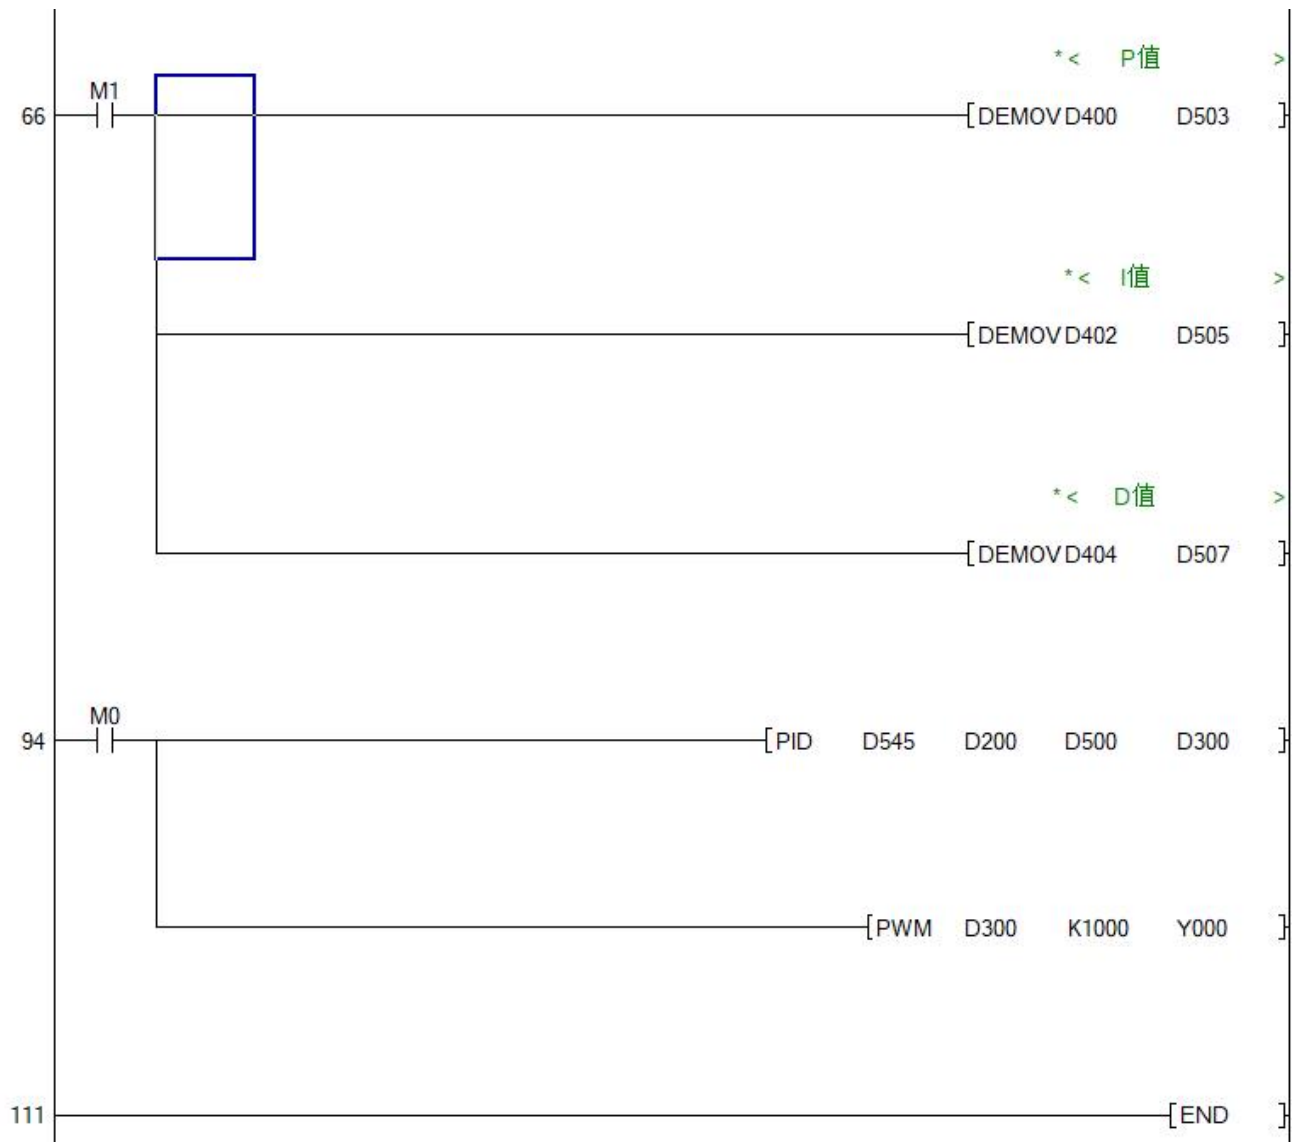 *< P值 >
M1
66 [DEMOV D400 D503 ]
*< I值 >
[DEMOV D402 D505 ]
*< D值 >
[DEMOV D404 D507 ]
M0
94 [PID D545 D200 D500 D300 ]
[PWM D300 K1000 Y000 ]
111 [END ]